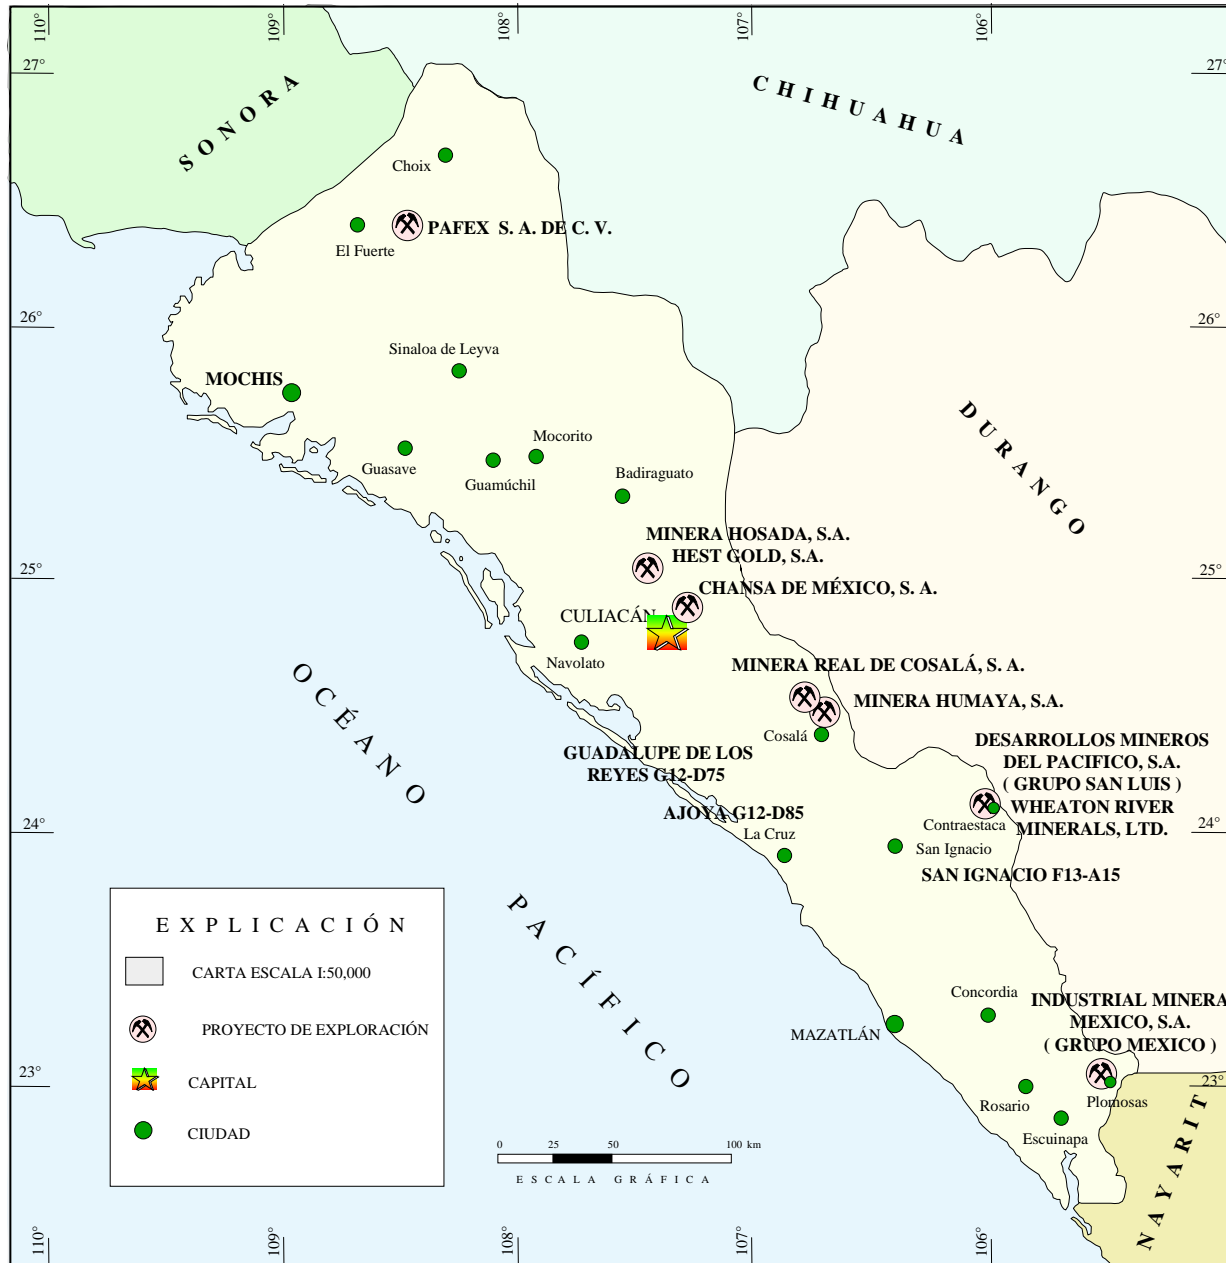 110°
109°
108°
107°
106°
27°
27°
SONORA
CHIHUAHUA
Choix
PAFEX S. A. DE C. V.
El Fuerte
26°
26°
Sinaloa de Leyva
MOCHIS
DURANGO
Mocorito
Guasave
Guamúchil
Badiraguato
MINERA HOSADA, S.A.
HEST GOLD, S.A.
25°
25°
CHANSA DE MÉXICO, S. A.
CULIACÁN
Navolato
OCÉANO
MINERA REAL DE COSALÁ, S. A.
MINERA HUMAYA, S.A.
Cosalá
GUADALUPE DE LOS
REYES G12-D75
DESARROLLOS MINEROS
DEL PACIFICO, S.A.
( GRUPO SAN LUIS )
WHEATON RIVER
MINERALS, LTD.
AJOYA G12-D85
Contraestaca
24°
24°
La Cruz
San Ignacio
SAN IGNACIO F13-A15
PACÍFICO
EXPLICACIÓN
CARTA ESCALA I:50,000
PROYECTO DE EXPLORACIÓN
CAPITAL
CIUDAD
Concordia
INDUSTRIAL MINERA
MEXICO, S.A.
( GRUPO MEXICO )
MAZATLÁN
23°
23°
Rosario
Plomosas
Escuinapa
NAYARIT
0 25 50 100 km
ESCALA GRÁFICA
110°
109°
108°
107°
106°